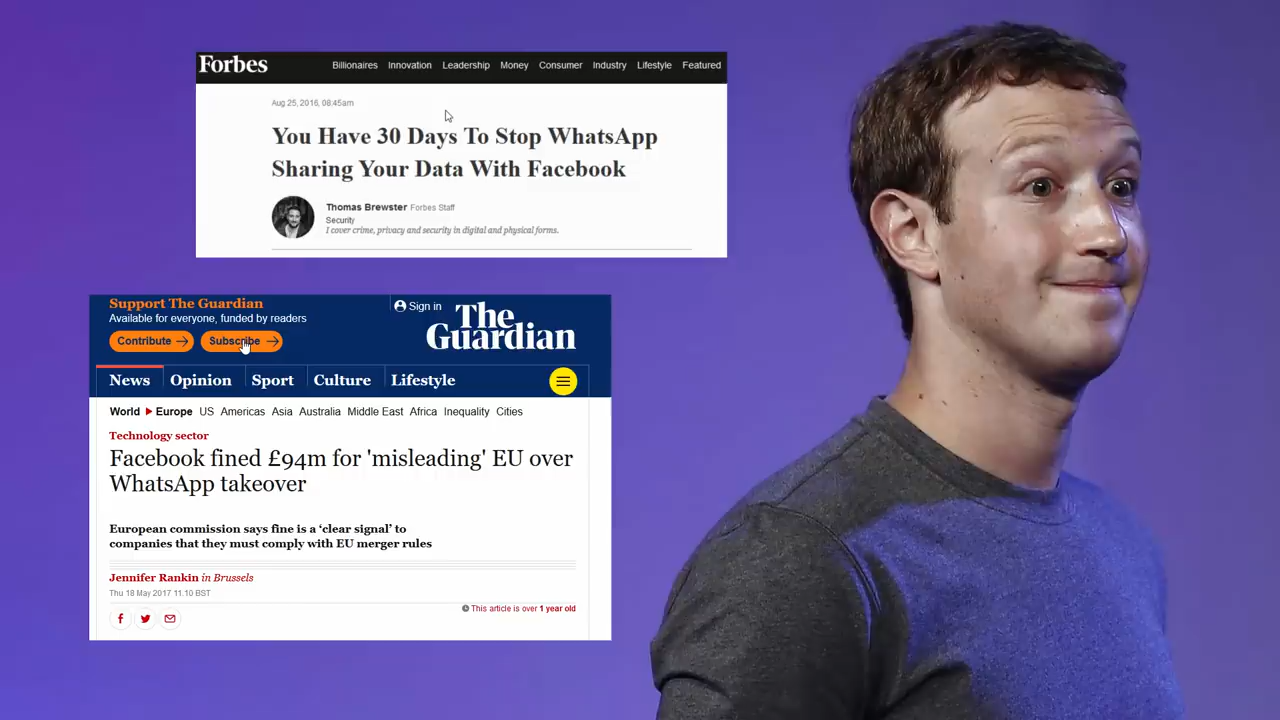 Forbes
Billionaires Innovation Leadership Money Consumer Industry Lifestyle Featured
Aug 25, 2016, 08:45am
You Have 30 Days To Stop WhatsApp
Sharing Your Data With Facebook
Thomas Brewster Forbes Staff
Security
I cover crime, privacy and security in digital and physical forms.
Support The Guardian
Available for everyone, funded by readers
Contribute
Subscribe
Sign in
The
Guardian
News Opinion Sport Culture Lifestyle
World Europe US Americas Asia Australia Middle East Africa Inequality Cities
Technology sector
Facebook fined £94m for 'misleading' EU over
WhatsApp takeover
European commission says fine is a ‘clear signal’ to
companies that they must comply with EU merger rules
Jennifer Rankin in Brussels
Thu 18 May 2017 11.10 BST
This article is over 1 year old